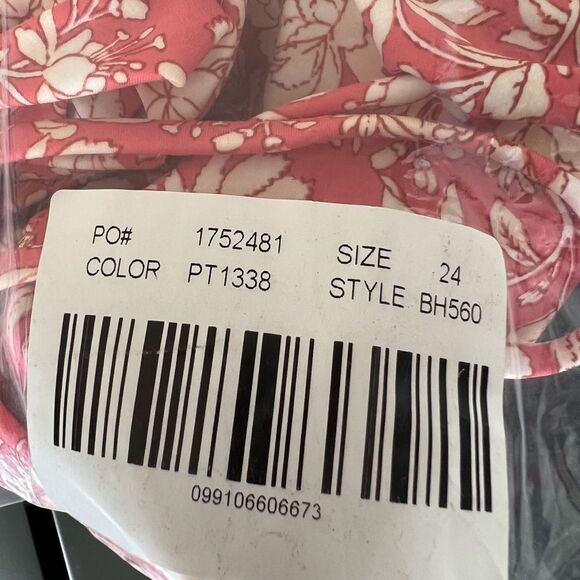 PO# 1752481 SIZE 24
COLOR PT1338 STYLE BH560
099106606673